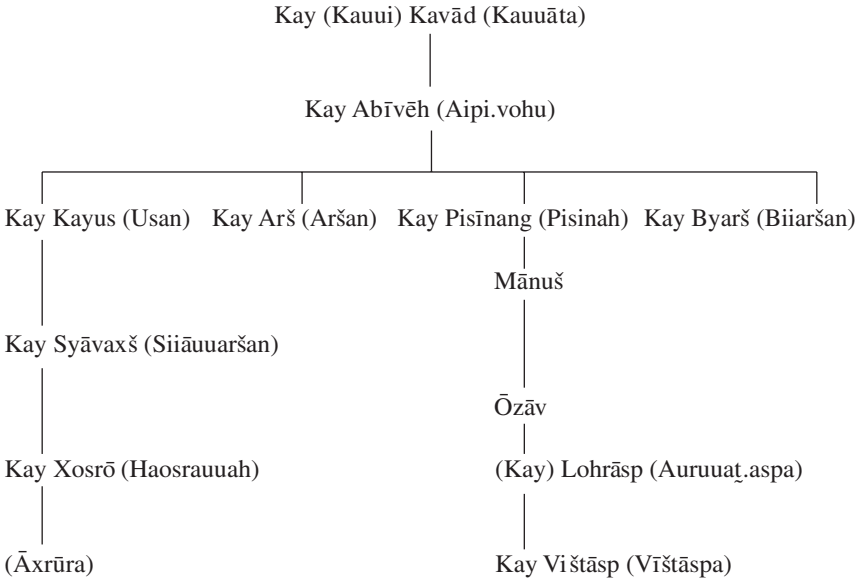 Kay (Kauui) Kavād (Kauuāta)
Kay Abīvēh (Aipi.vohu)
Kay Kayus (Usan) Kay Arš (Aršan) Kay Pisīnang (Pisinah) Kay Byarš (Biiaršan)
Mānuš
Kay Syāvaxš (Siiāuuaršan)
Ōzāv
Kay Xosrō (Haosrauuah) (Kay) Lohrāsp (Auruuat̰.aspa)
(Āxrūra) Kay Vištāsp (Vīštāspa)